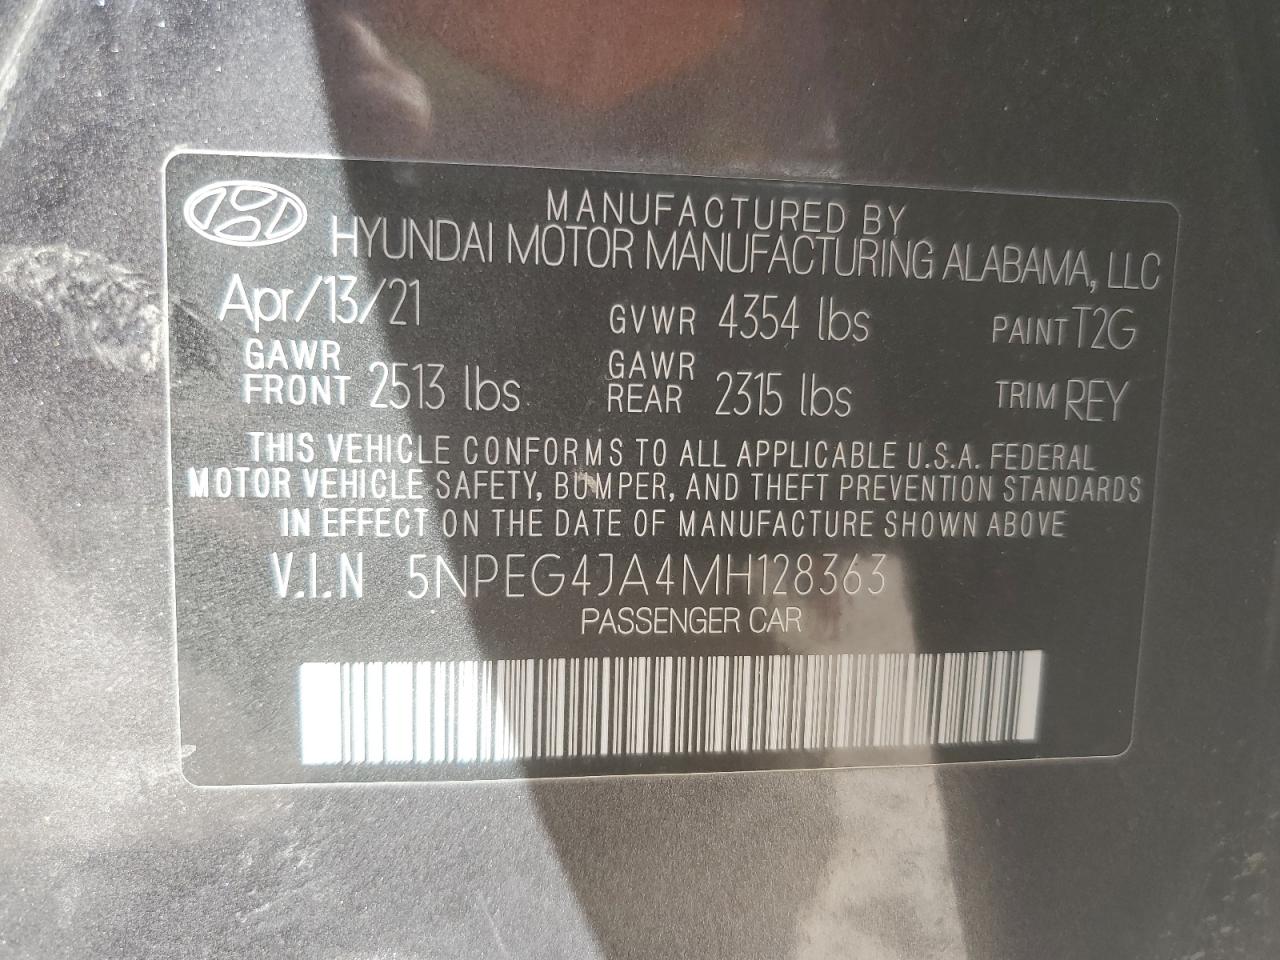 MANUFACTURED BY
HYUNDAI MOTOR MANUFACTURING ALABAMA, LLC
Apr/13/21 GVWR 4354 lbs PAINT T2G
GAWR FRONT 2513 lbs GAWR REAR 2315 lbs TRIM REY
THIS VEHICLE CONFORMS TO ALL APPLICABLE U.S.A. FEDERAL
MOTOR VEHICLE SAFETY, BUMPER, AND THEFT PREVENTION STANDARDS
IN EFFECT ON THE DATE OF MANUFACTURE SHOWN ABOVE
V.I.N 5NPEG4JA4MH128363
PASSENGER CAR